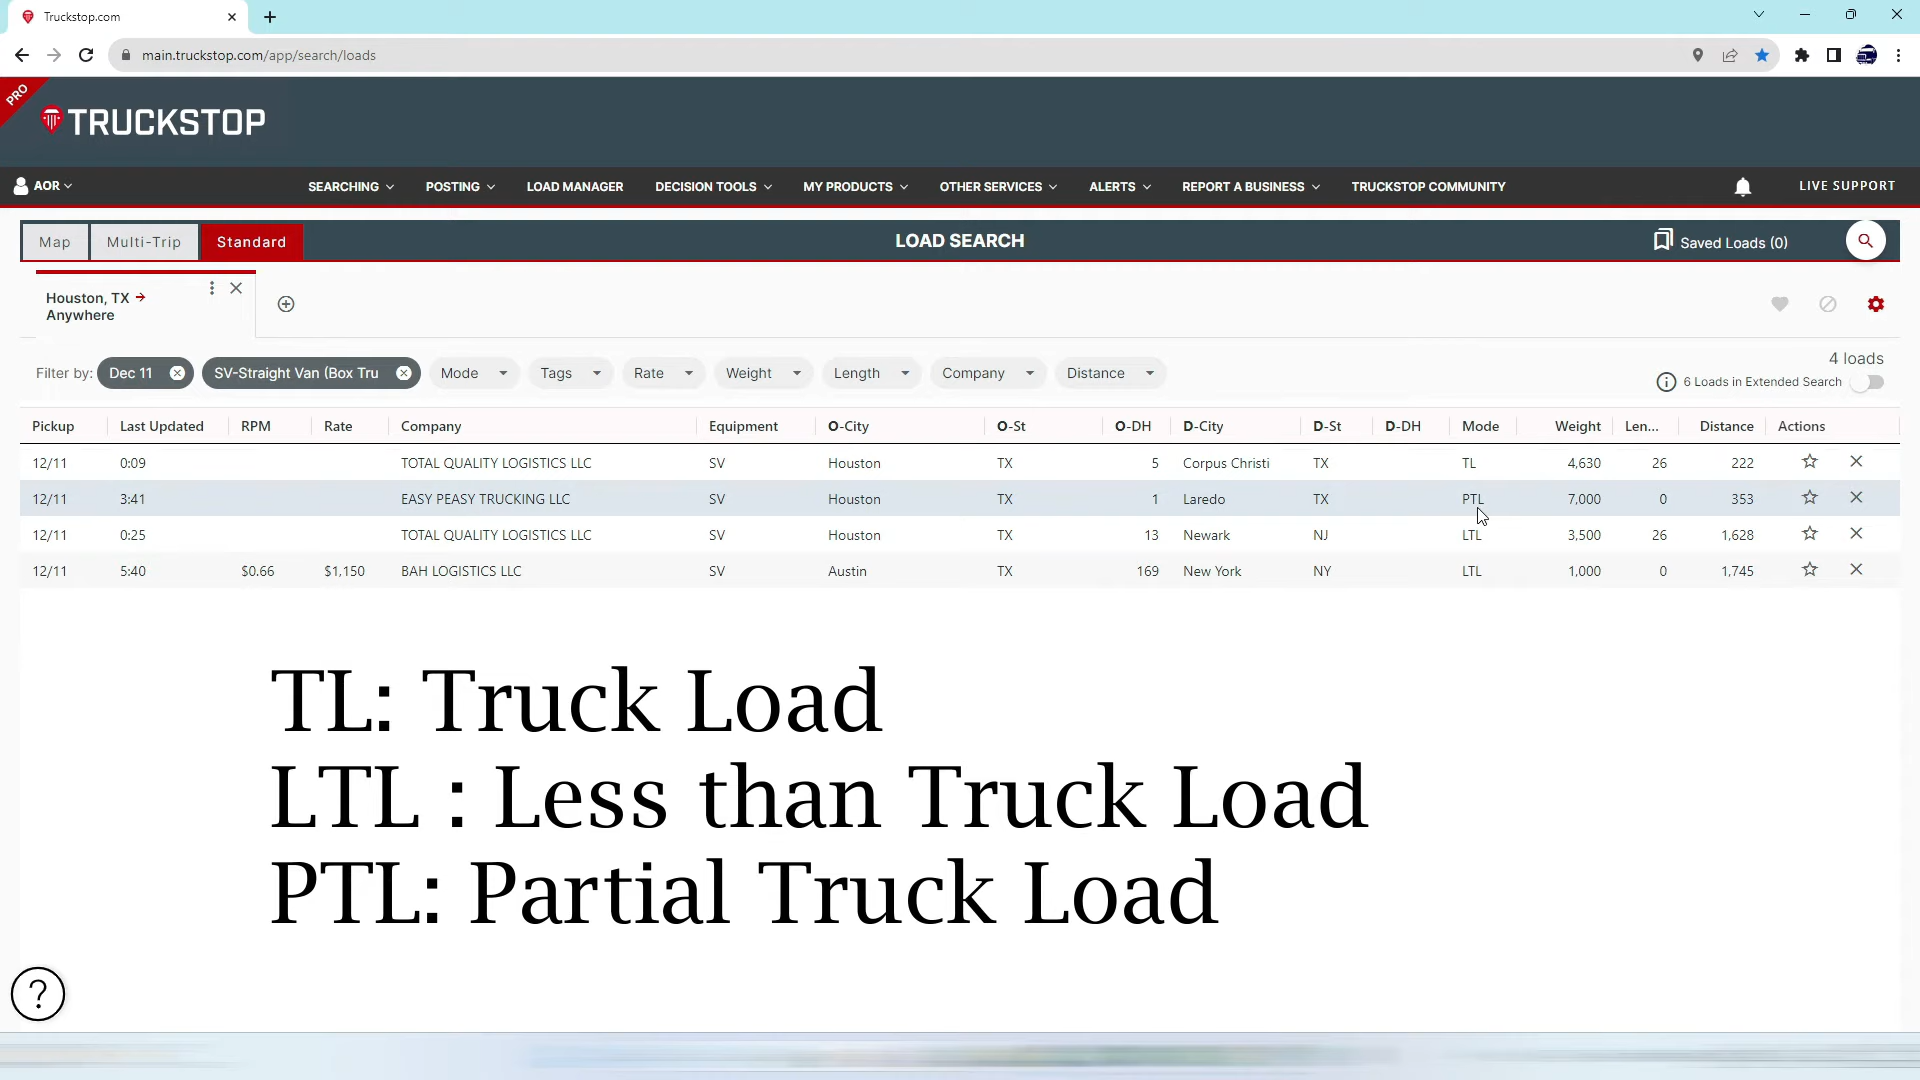 Truckstop.com
main.truckstop.com/app/search/loads
PRO
TRUCKSTOP
AOR
SEARCHING POSTING LOAD MANAGER DECISION TOOLS MY PRODUCTS OTHER SERVICES ALERTS REPORT A BUSINESS TRUCKSTOP COMMUNITY LIVE SUPPORT
Map Multi-Trip Standard LOAD SEARCH Saved Loads (0)
Houston, TX →
Anywhere
4 loads
Filter by: Dec 11 SV-Straight Van (Box Tru Mode Tags Rate Weight Length Company Distance
6 Loads in Extended Search
Pickup Last Updated RPM Rate Company Equipment O-City O-St O-DH D-City D-St D-DH Mode Weight Len... Distance Actions
12/11 0:09 TOTAL QUALITY LOGISTICS LLC SV Houston TX 5 Corpus Christi TX TL 4,630 26 222
12/11 3:41 EASY PEASY TRUCKING LLC SV Houston TX 1 Laredo TX PTL 7,000 0 353
12/11 0:25 TOTAL QUALITY LOGISTICS LLC SV Houston TX 13 Newark NJ LTL 3,500 26 1,628
12/11 5:40 $0.66 $1,150 BAH LOGISTICS LLC SV Austin TX 169 New York NY LTL 1,000 0 1,745
TL: Truck Load
LTL : Less than Truck Load
PTL: Partial Truck Load
?